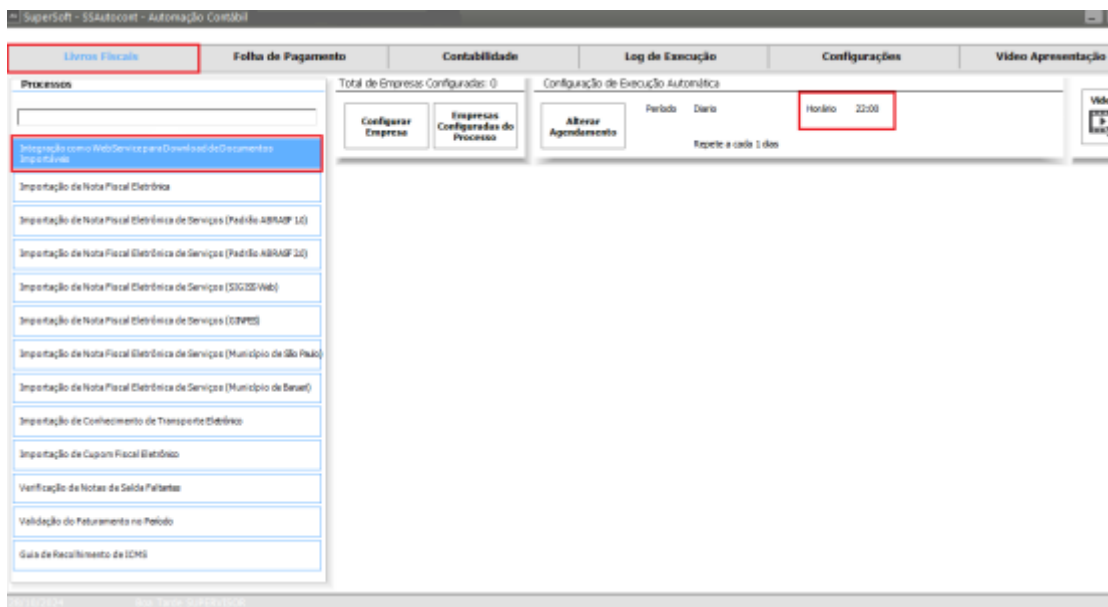 SuperSoft - SSAutocont - Automação Contábil
Livros Fiscais
Folha de Pagamento
Contabilidade
Log de Execução
Configurações
Video Apresentação
Processos
Total de Empresas Configuradas: 0
Configuração de Execução Automática
Configurar
Empresa
Empresas
Configuradas do
Processo
Alterar
Agendamento
Período Diario
Horário 22:00
Repete a cada 1 dias
Integração com o WebService para Download de Documentos
Importáveis
Importação de Nota Fiscal Eletrônica
Importação de Nota Fiscal Eletrônica de Serviços (Padrão ABRASF 1.0)
Importação de Nota Fiscal Eletrônica de Serviços (Padrão ABRASF 2.0)
Importação de Nota Fiscal Eletrônica de Serviços (SIGISS Web)
Importação de Nota Fiscal Eletrônica de Serviços (GINFES)
Importação de Nota Fiscal Eletrônica de Serviços (Município de São Paulo)
Importação de Nota Fiscal Eletrônica de Serviços (Município de Barueri)
Importação de Conhecimento de Transporte Eletrônico
Importação de Cupom Fiscal Eletrônico
Verificação de Notas de Saída Faltantes
Validação do Faturamento no Período
Guia de Recolhimento de ICMS